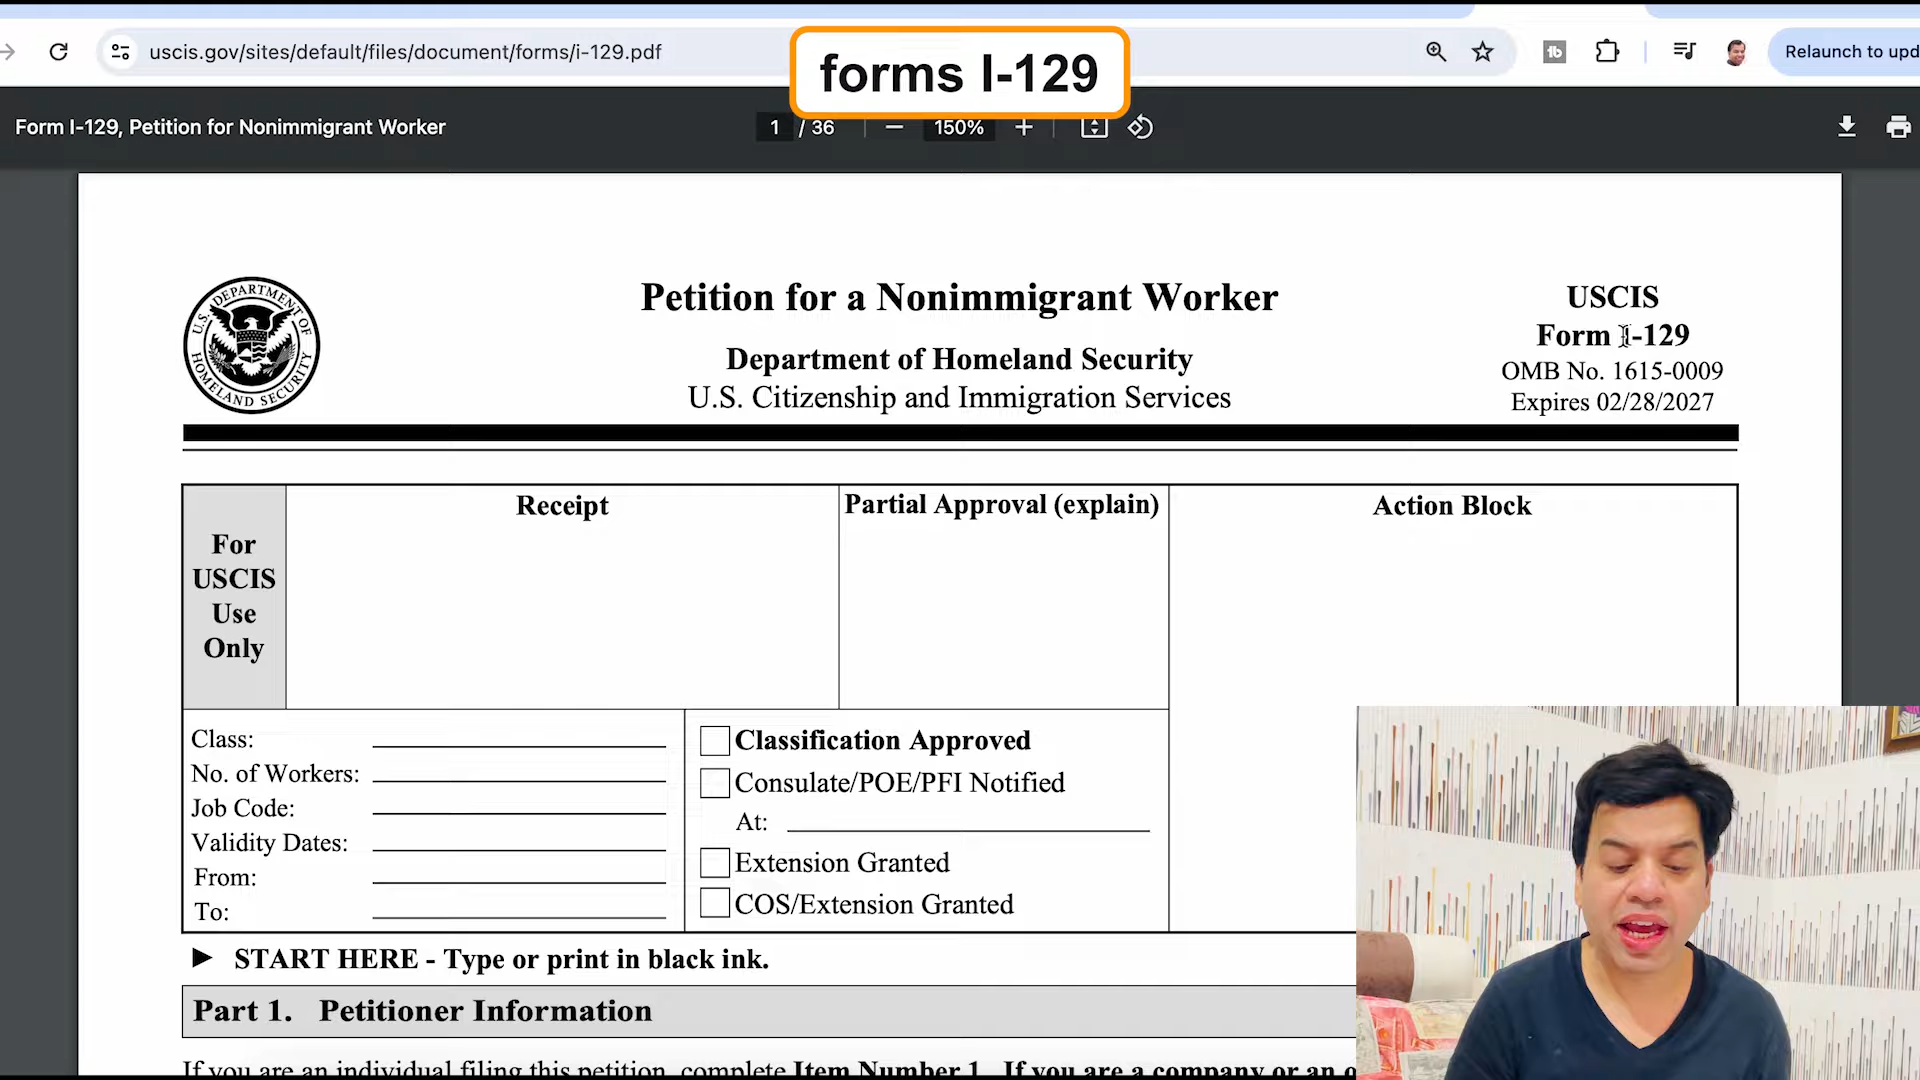 uscis.gov/sites/default/files/document/forms/i-129.pdf
Relaunch to upd
forms I-129
Form I-129, Petition for Nonimmigrant Worker
1 / 36
150%
U.S. DEPARTMENT OF HOMELAND SECURITY
Petition for a Nonimmigrant Worker
Department of Homeland Security
U.S. Citizenship and Immigration Services
USCIS
Form I-129
OMB No. 1615-0009
Expires 02/28/2027
For
USCIS
Use
Only
Receipt
Partial Approval (explain)
Action Block
Class:
No. of Workers:
Job Code:
Validity Dates:
From:
To:
Classification Approved
Consulate/POE/PFI Notified
At:
Extension Granted
COS/Extension Granted
► START HERE - Type or print in black ink.
Part 1. Petitioner Information
If you are an individual filing this petition, complete Item Number 1. If you are a company or an o